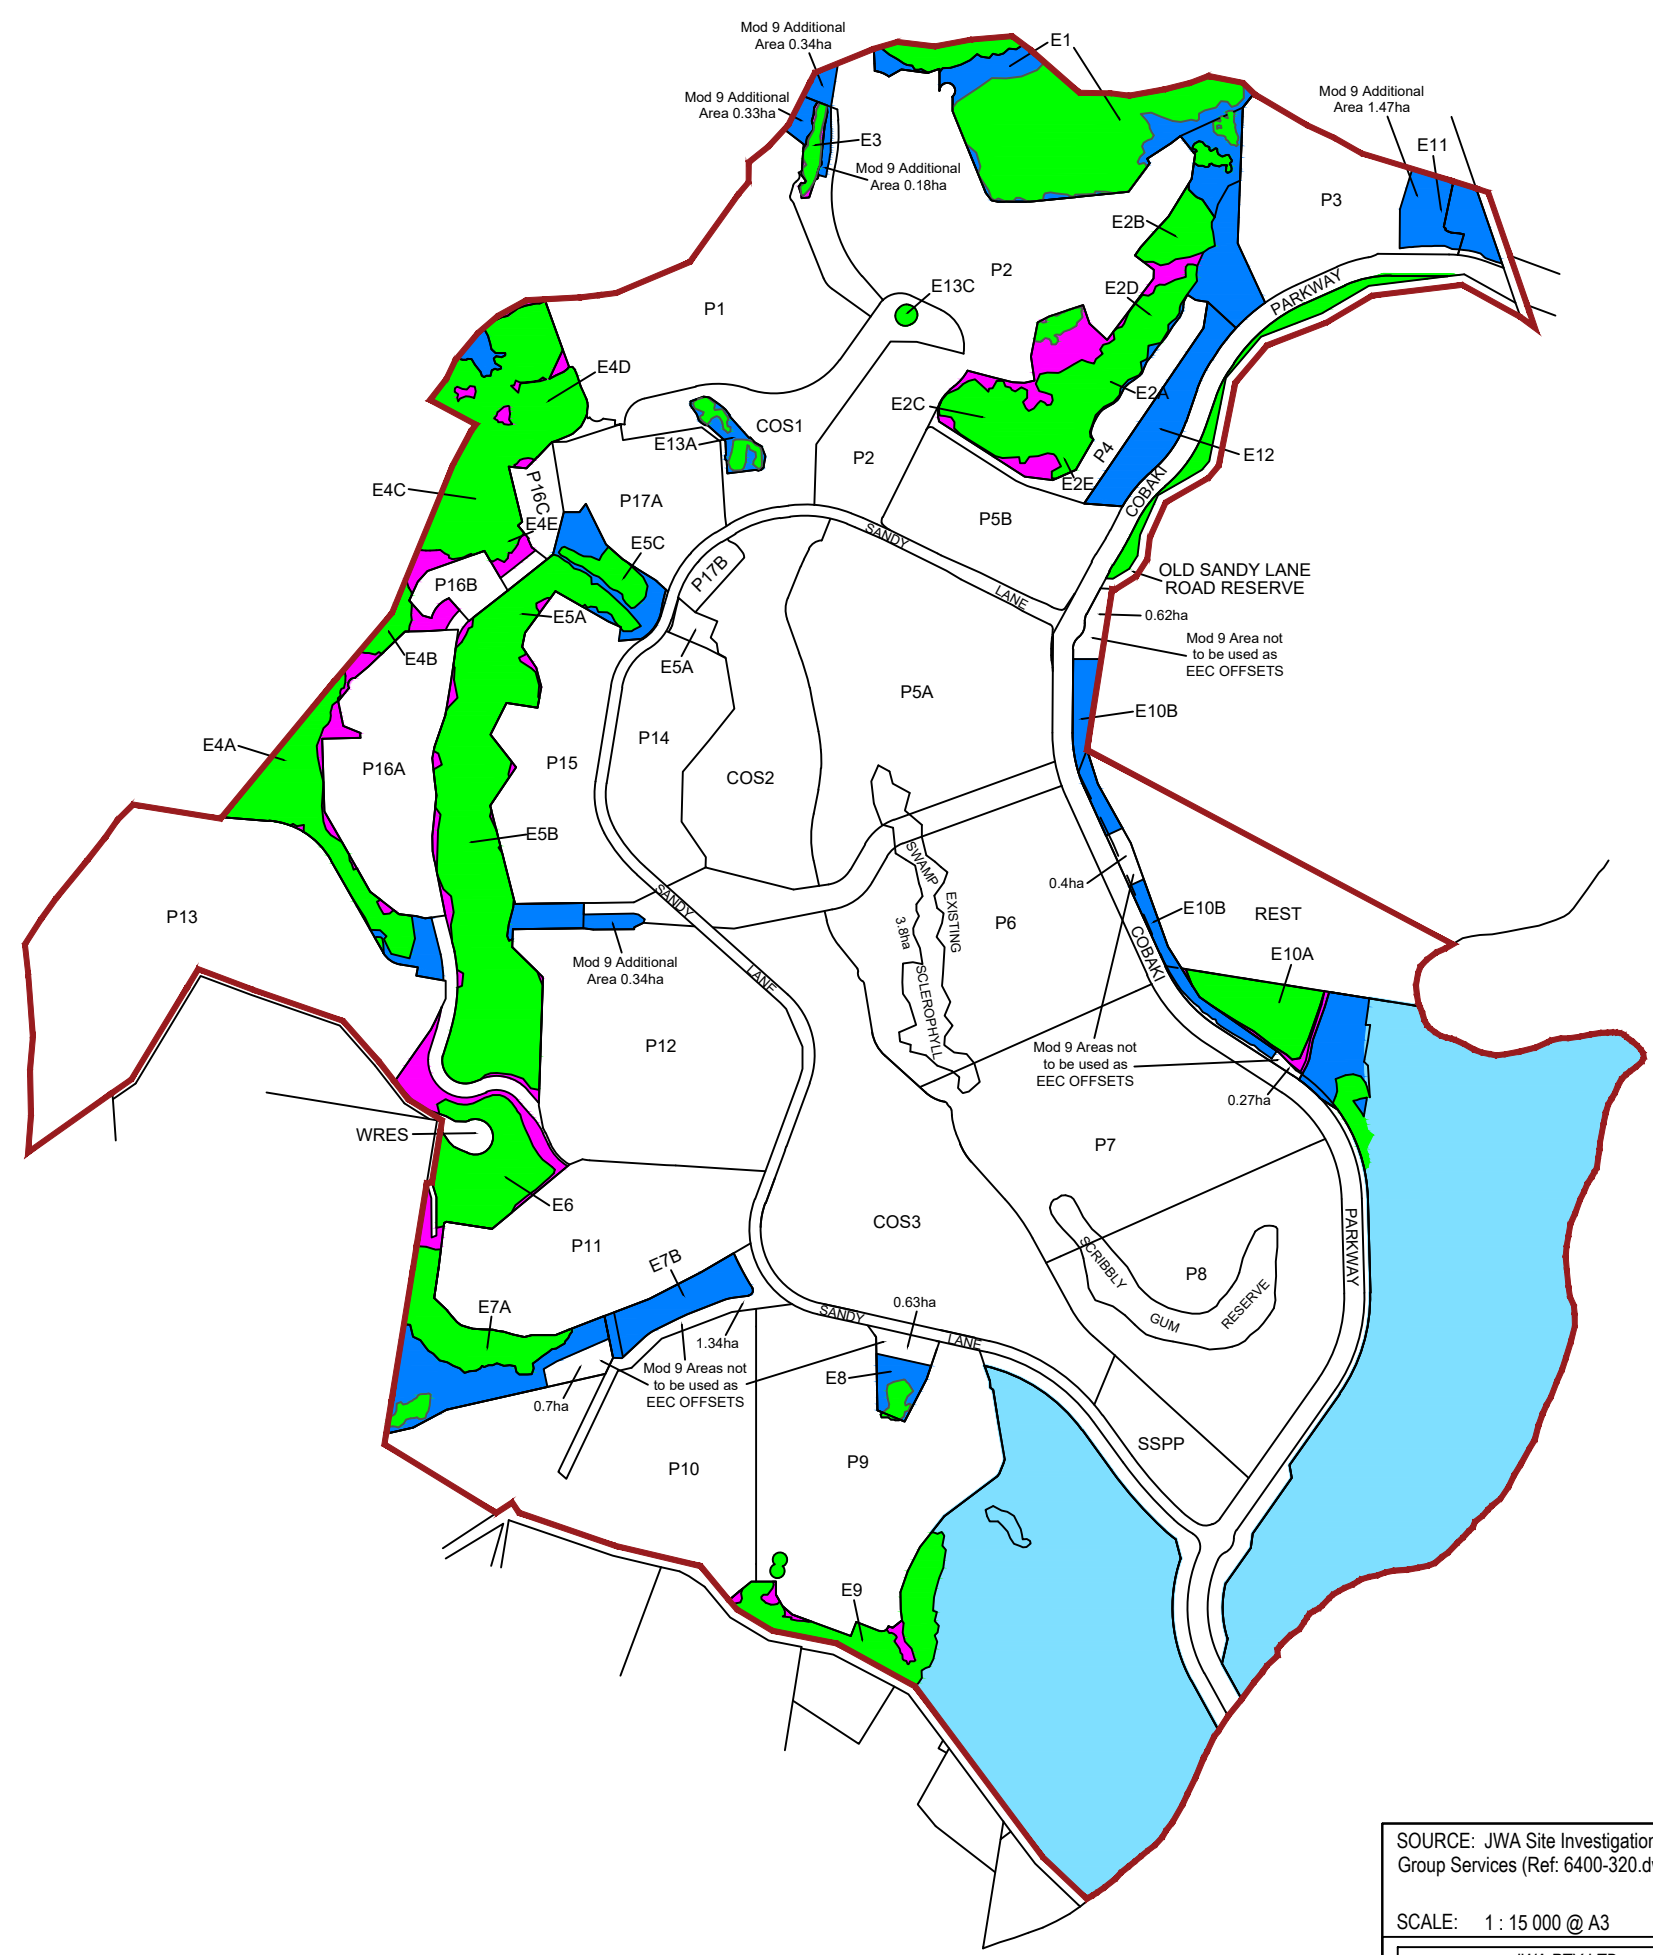 Mod 9 Additional
Area 0.34ha
E1
Mod 9 Additional
Area 0.33ha
Mod 9 Additional
Area 1.47ha
E3
E11
Mod 9 Additional
Area 0.18ha
P3
E2B
P2
E13C
E2D
PARKWAY
P1
E4D
E2A
E2C
COS1
E13A
P4
E12
P2
E4C
P16C
P17A
E2E
COBAKI
E4E
P5B
SANDY
E5C
P17B
OLD SANDY LANE
ROAD RESERVE
P16B
LANE
E5A
0.62ha
Mod 9 Area not
to be used as
EEC OFFSETS
E4B
E5A
P5A
E10B
E4A
P14
P16A
P15
COS2
E5B
SWAMP
0.4ha
SANDY
EXISTING
E10B
REST
P13
P6
3.8ha
COBAKI
E10A
Mod 9 Additional
Area 0.34ha
LANE
SCLEROPHYLL
P12
Mod 9 Areas not
to be used as
EEC OFFSETS
0.27ha
WRES
P7
E6
COS3
PARKWAY
P11
SCRIBBLY
P8
E7B
RESERVE
E7A
0.63ha
SANDY
GUM
1.34ha
LANE
Mod 9 Areas not
to be used as
EEC OFFSETS
E8
0.7ha
SSPP
P10
P9
E9
SOURCE: JWA Site Investigation
Group Services (Ref: 6400-320.d
SCALE: 1 : 15 000 @ A3